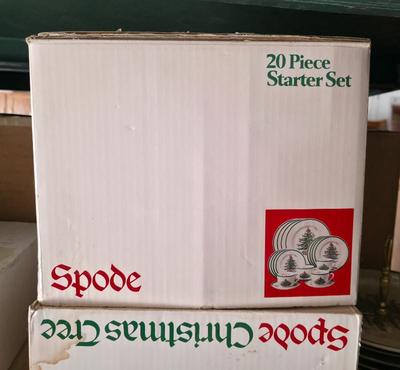 20 Piece
Starter Set
Spode
Spode Christmas Tree